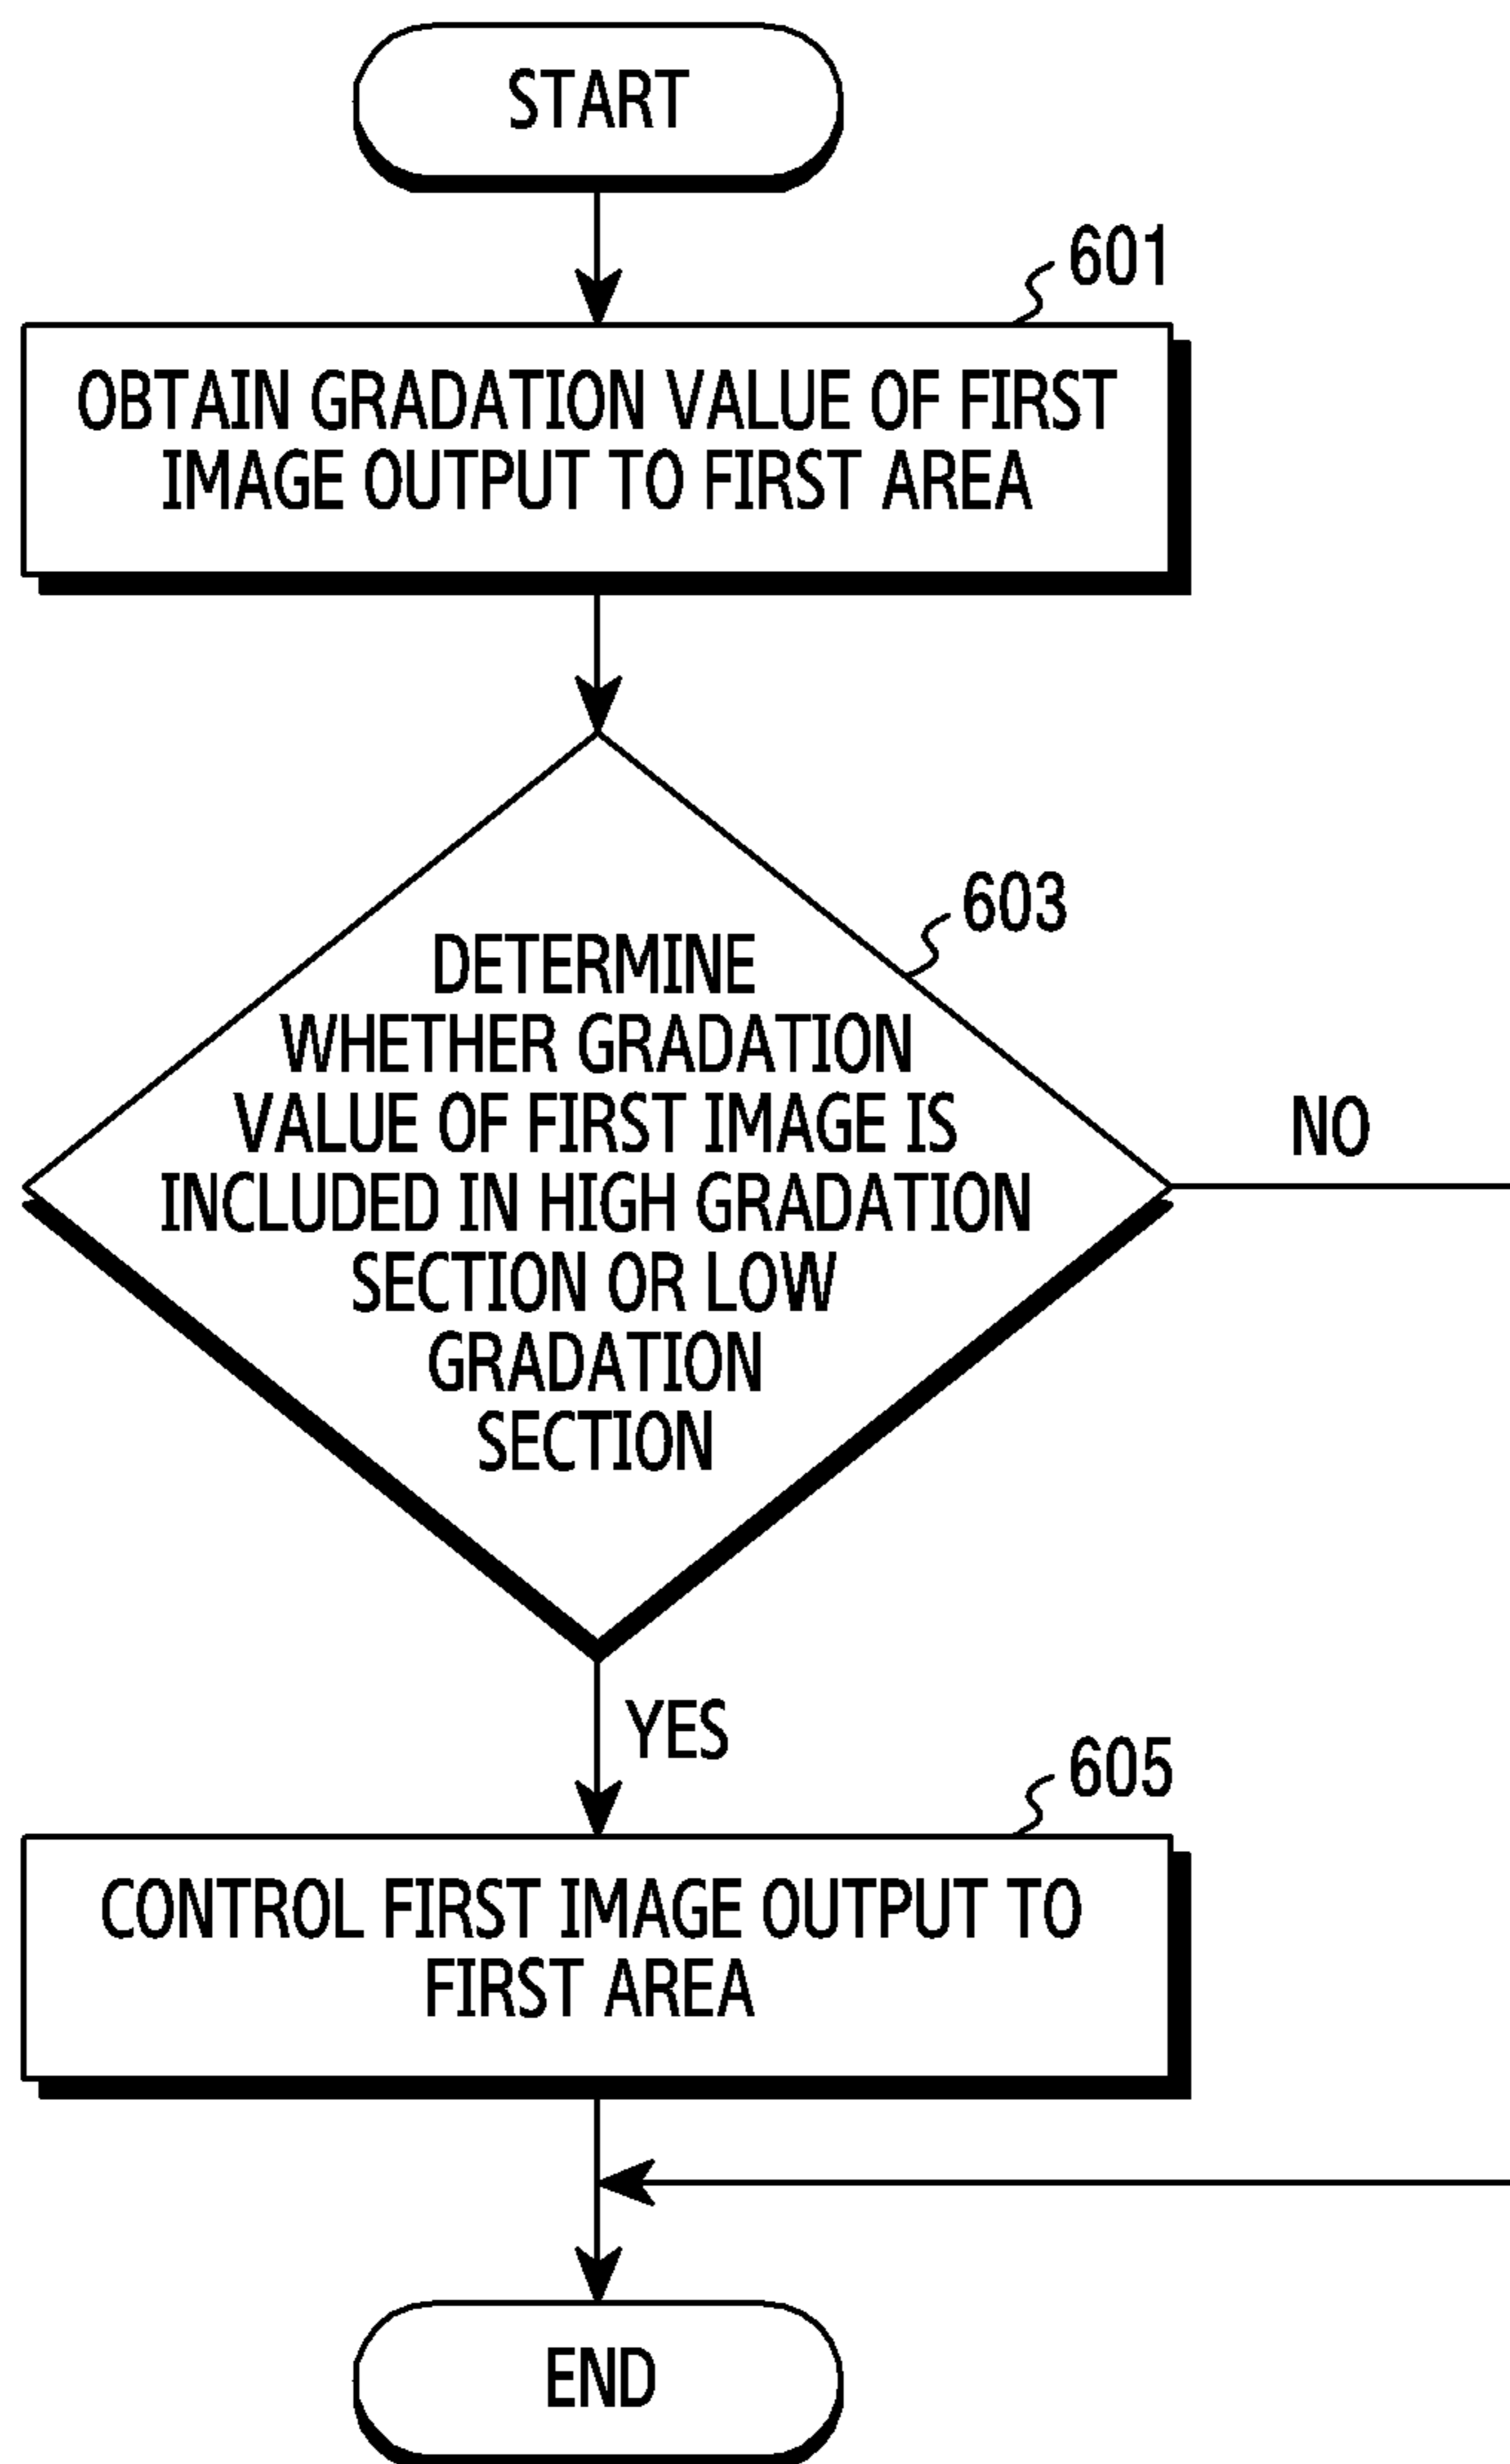 START
601
OBTAIN GRADATION VALUE OF FIRST
IMAGE OUTPUT TO FIRST AREA
603
DETERMINE
WHETHER GRADATION
VALUE OF FIRST IMAGE IS
INCLUDED IN HIGH GRADATION
SECTION OR LOW
GRADATION
SECTION
NO
YES
605
CONTROL FIRST IMAGE OUTPUT TO
FIRST AREA
END